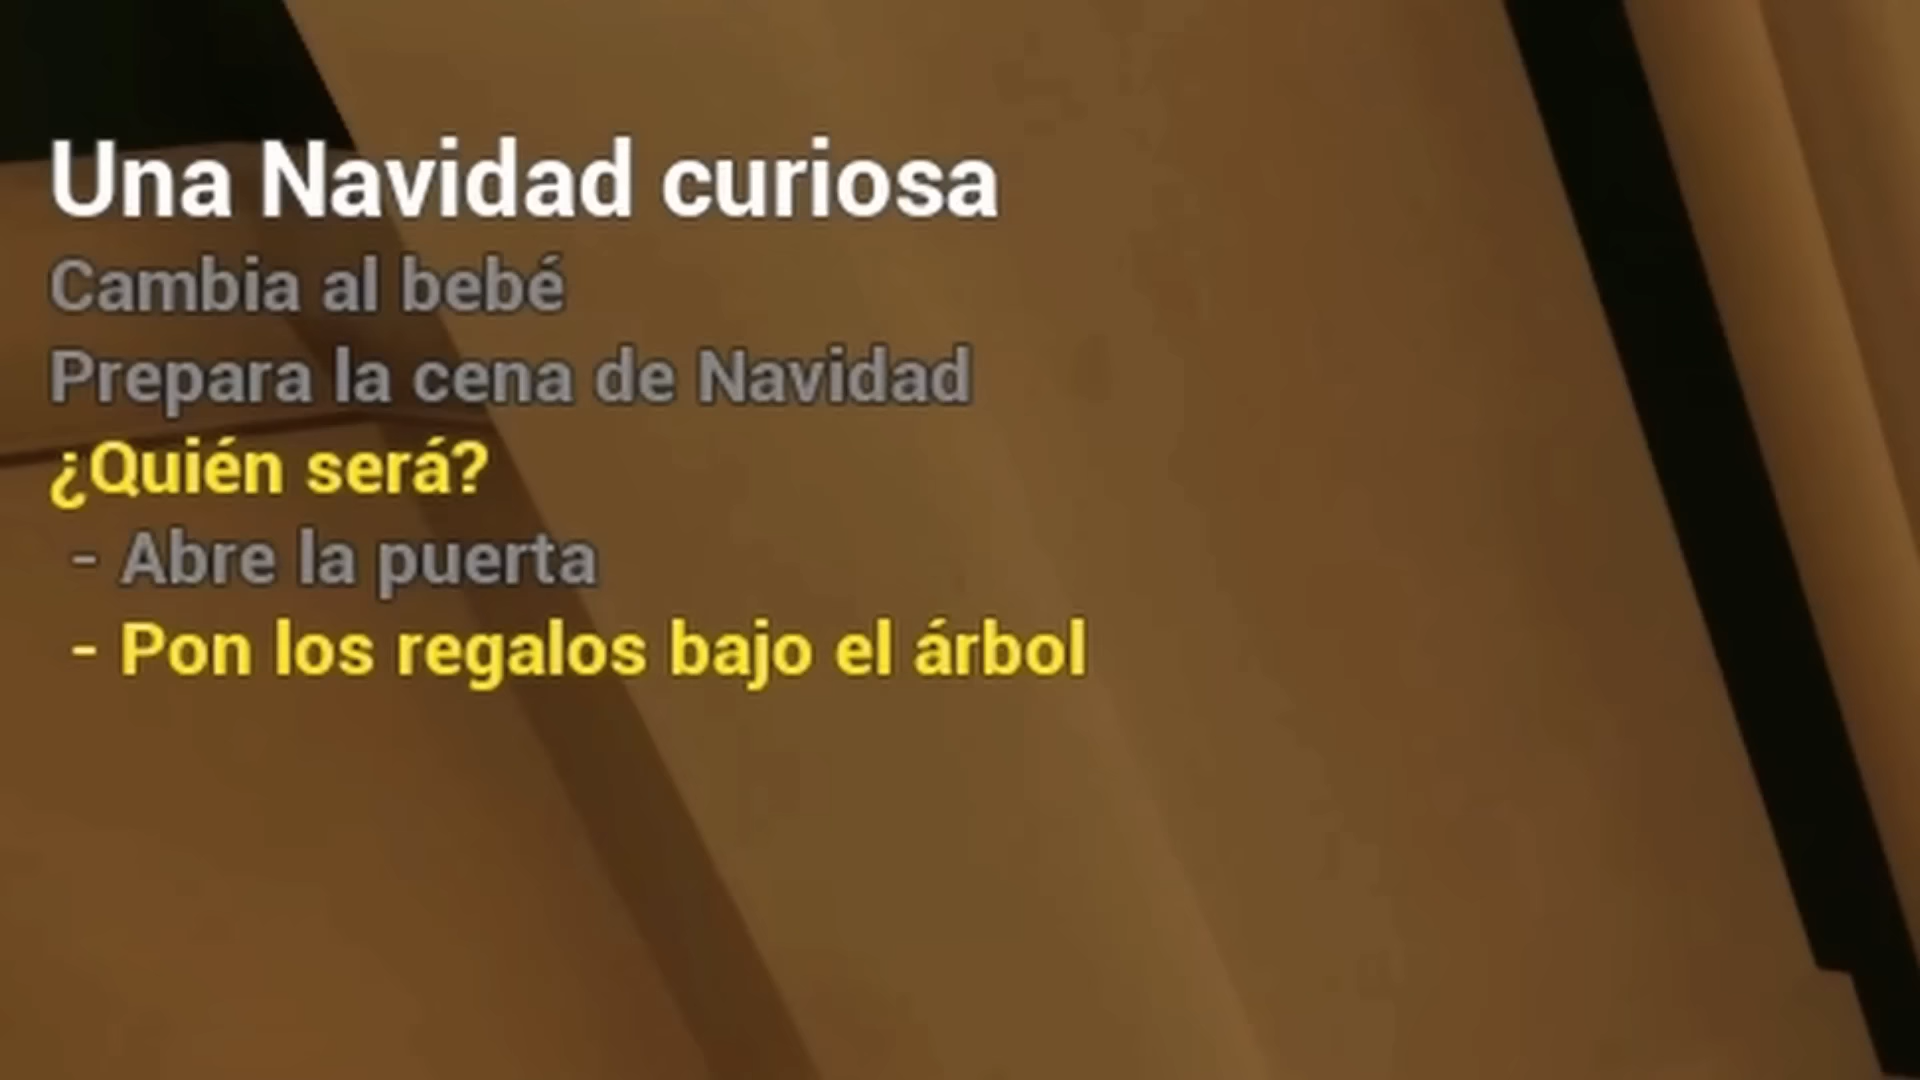 Una Navidad curiosa
Cambia al bebé
Prepara la cena de Navidad
¿Quién será?
- Abre la puerta
- Pon los regalos bajo el árbol